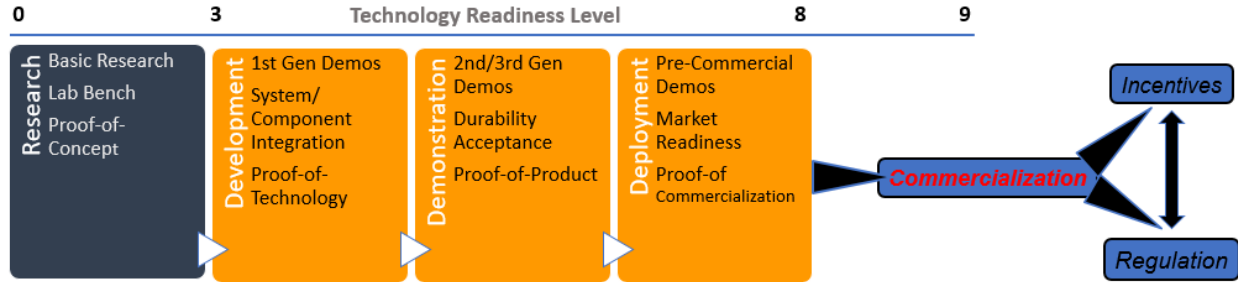 0 3 Technology Readiness Level 8 9
Research
Basic Research
Lab Bench
Proof-of-
Concept
Development
1st Gen Demos
System/
Component
Integration
Proof-of-
Technology
Demonstration
2nd/3rd Gen
Demos
Durability
Acceptance
Proof-of-Product
Deployment
Pre-Commercial
Demos
Market
Readiness
Proof-of
Commercialization
Commercialization
Incentives
Regulation